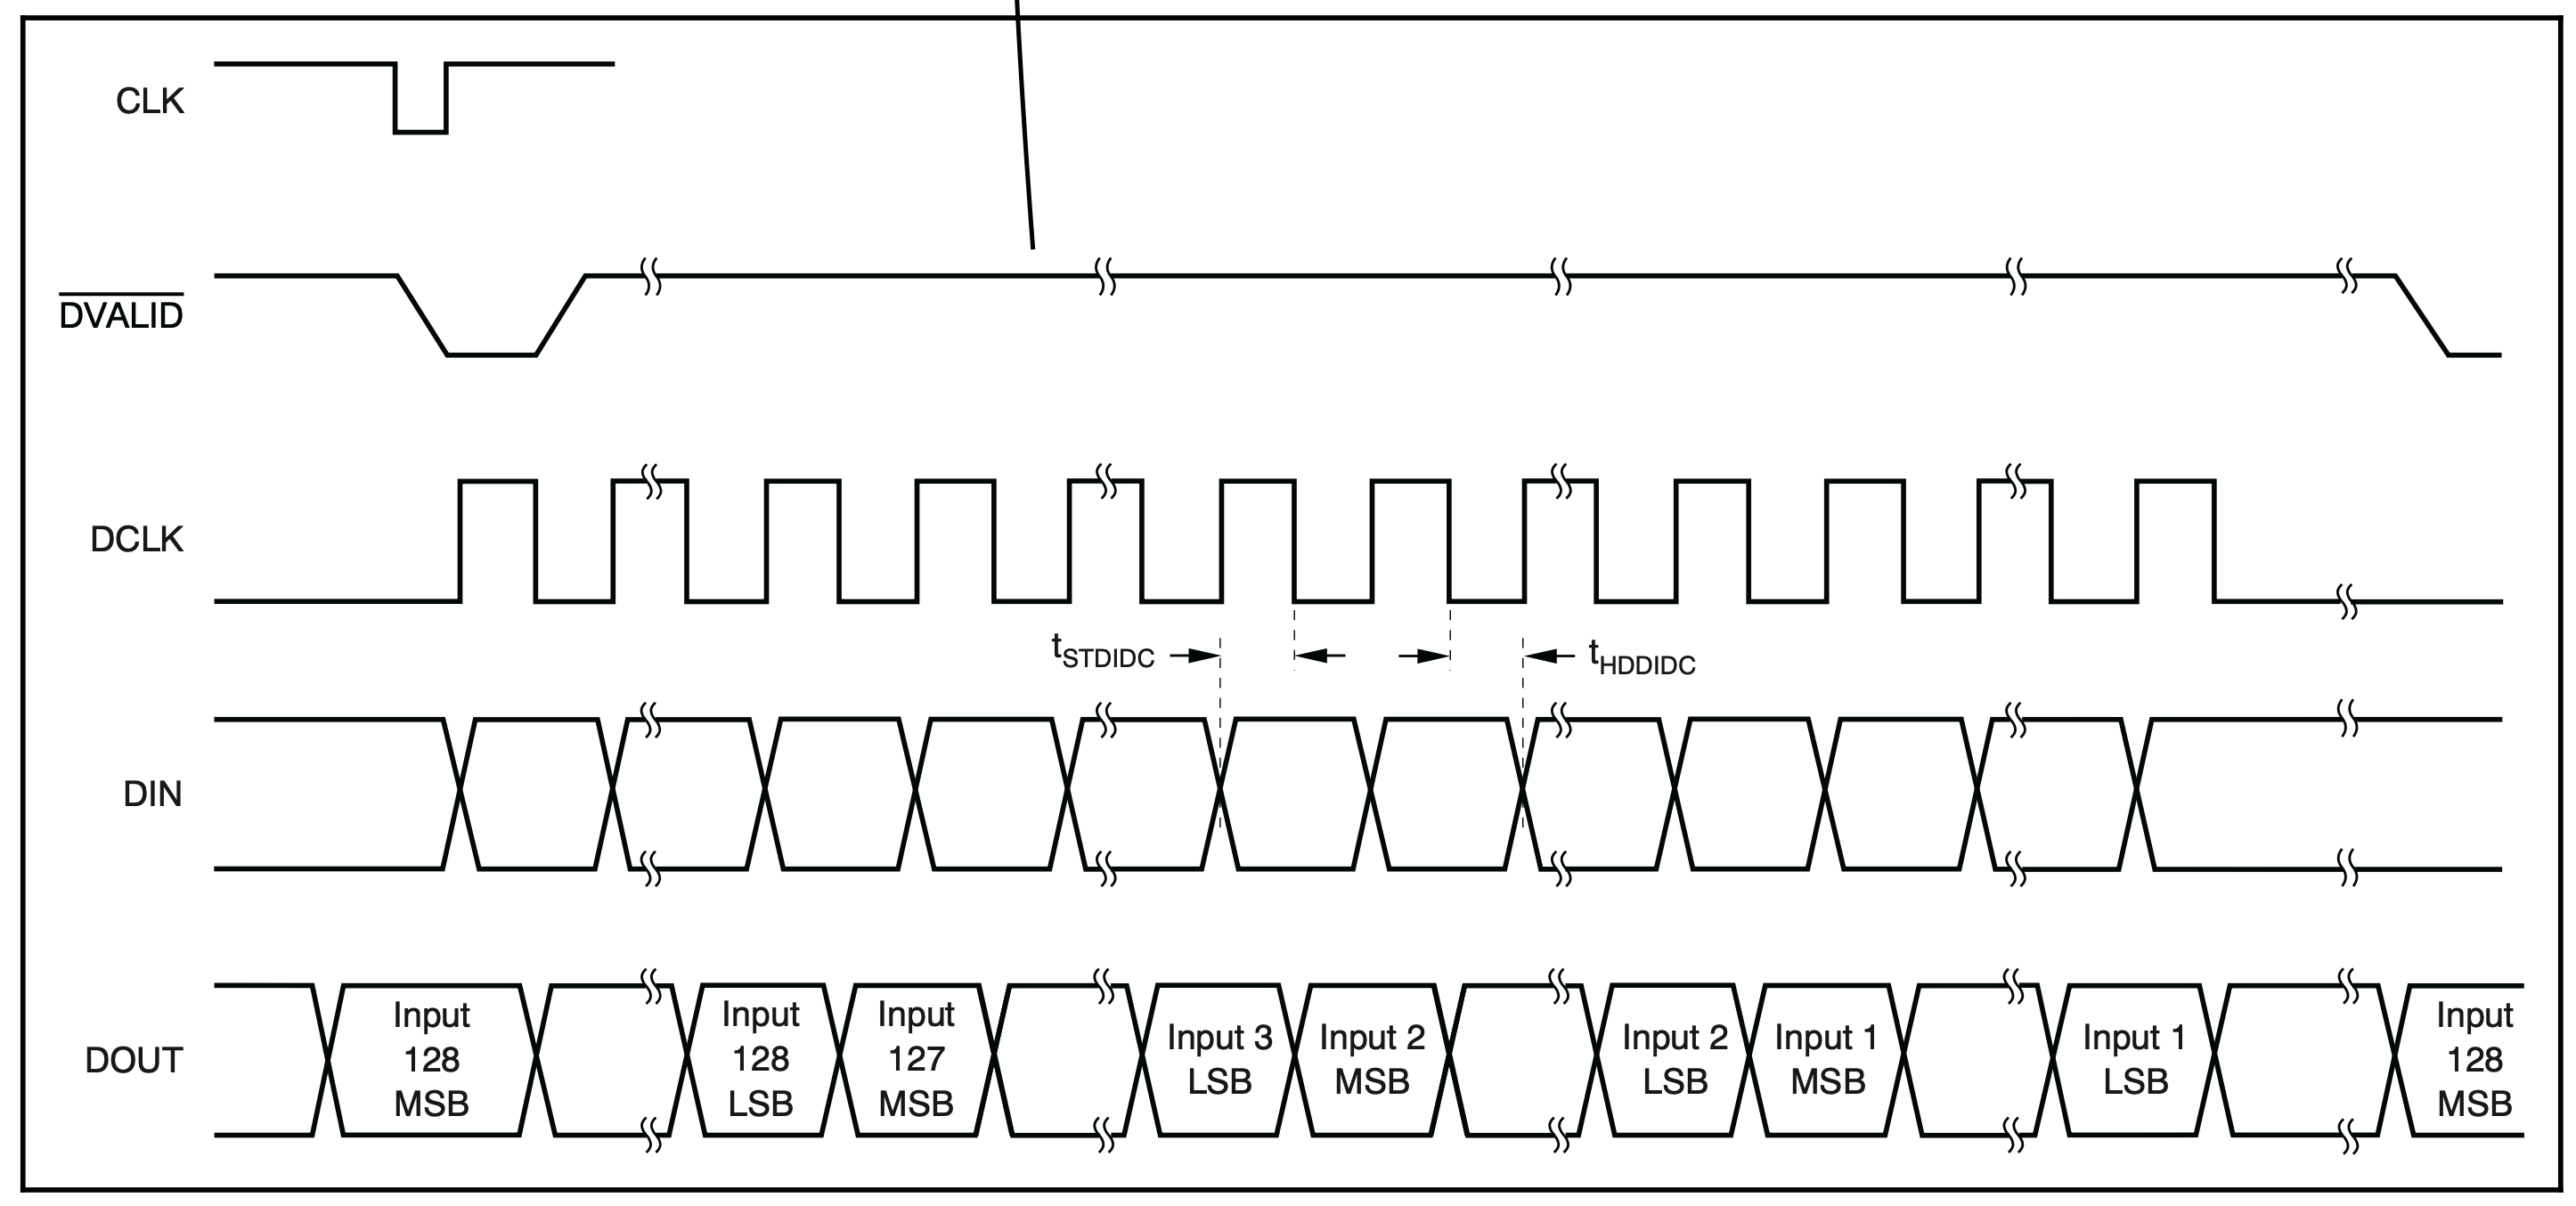 CLK
DVALID
DCLK
tSTDIDC
tHDDIDC
DIN
DOUT
Input
128
MSB
Input
128
LSB
Input
127
MSB
Input 3
LSB
Input 2
MSB
Input 2
LSB
Input 1
MSB
Input 1
LSB
Input
128
MSB